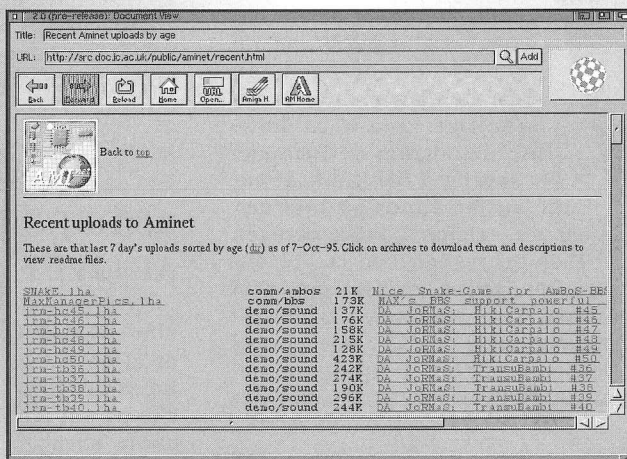 2.0 (pre-release): Document View
Title: Recent Aminet uploads by age
URL: http://src.doc.ic.ac.uk/public/aminet/recent.html
Add
Back Forward Reload Home Open... Amiga H. AM Home
URL
AMI
Back to top
Recent uploads to Aminet
These are that last 7 day's uploads sorted by age (dir) as of 7-Oct-95. Click on archives to download them and descriptions to
view .readme files.
SNAkE.lha comm/ambos 21K Nice Snake-Game for AmBoS-BBS
MaxManagerPics.lha comm/bbs 173K MAX's BBS support powerful
jrm-hc45.lha demo/sound 137K DA JoRMaS: HikiCarpalo #45
jrm-hc46.lha demo/sound 176K DA JoRMaS: HikiCarpalo #46
jrm-hc47.lha demo/sound 158K DA JoRMaS: HikiCarpalo #47
jrm-hc48.lha demo/sound 215K DA JoRMaS: HikiCarpalo #48
jrm-hc49.lha demo/sound 128K DA JoRMaS: HikiCarpalo #49
jrm-hc50.lha demo/sound 423K DA JoRMaS: HikiCarpalo #50
jrm-tb36.lha demo/sound 242K DA JoRMaS: TransuBambi #36
jrm-tb37.lha demo/sound 274K DA JoRMaS: TransuBambi #37
jrm-tb38.lha demo/sound 190K DA JoRMaS: TransuBambi #38
jrm-tb39.lha demo/sound 296K DA JoRMaS: TransuBambi #39
jrm-tb40.lha demo/sound 244K DA JoRMaS: TransuBambi #40